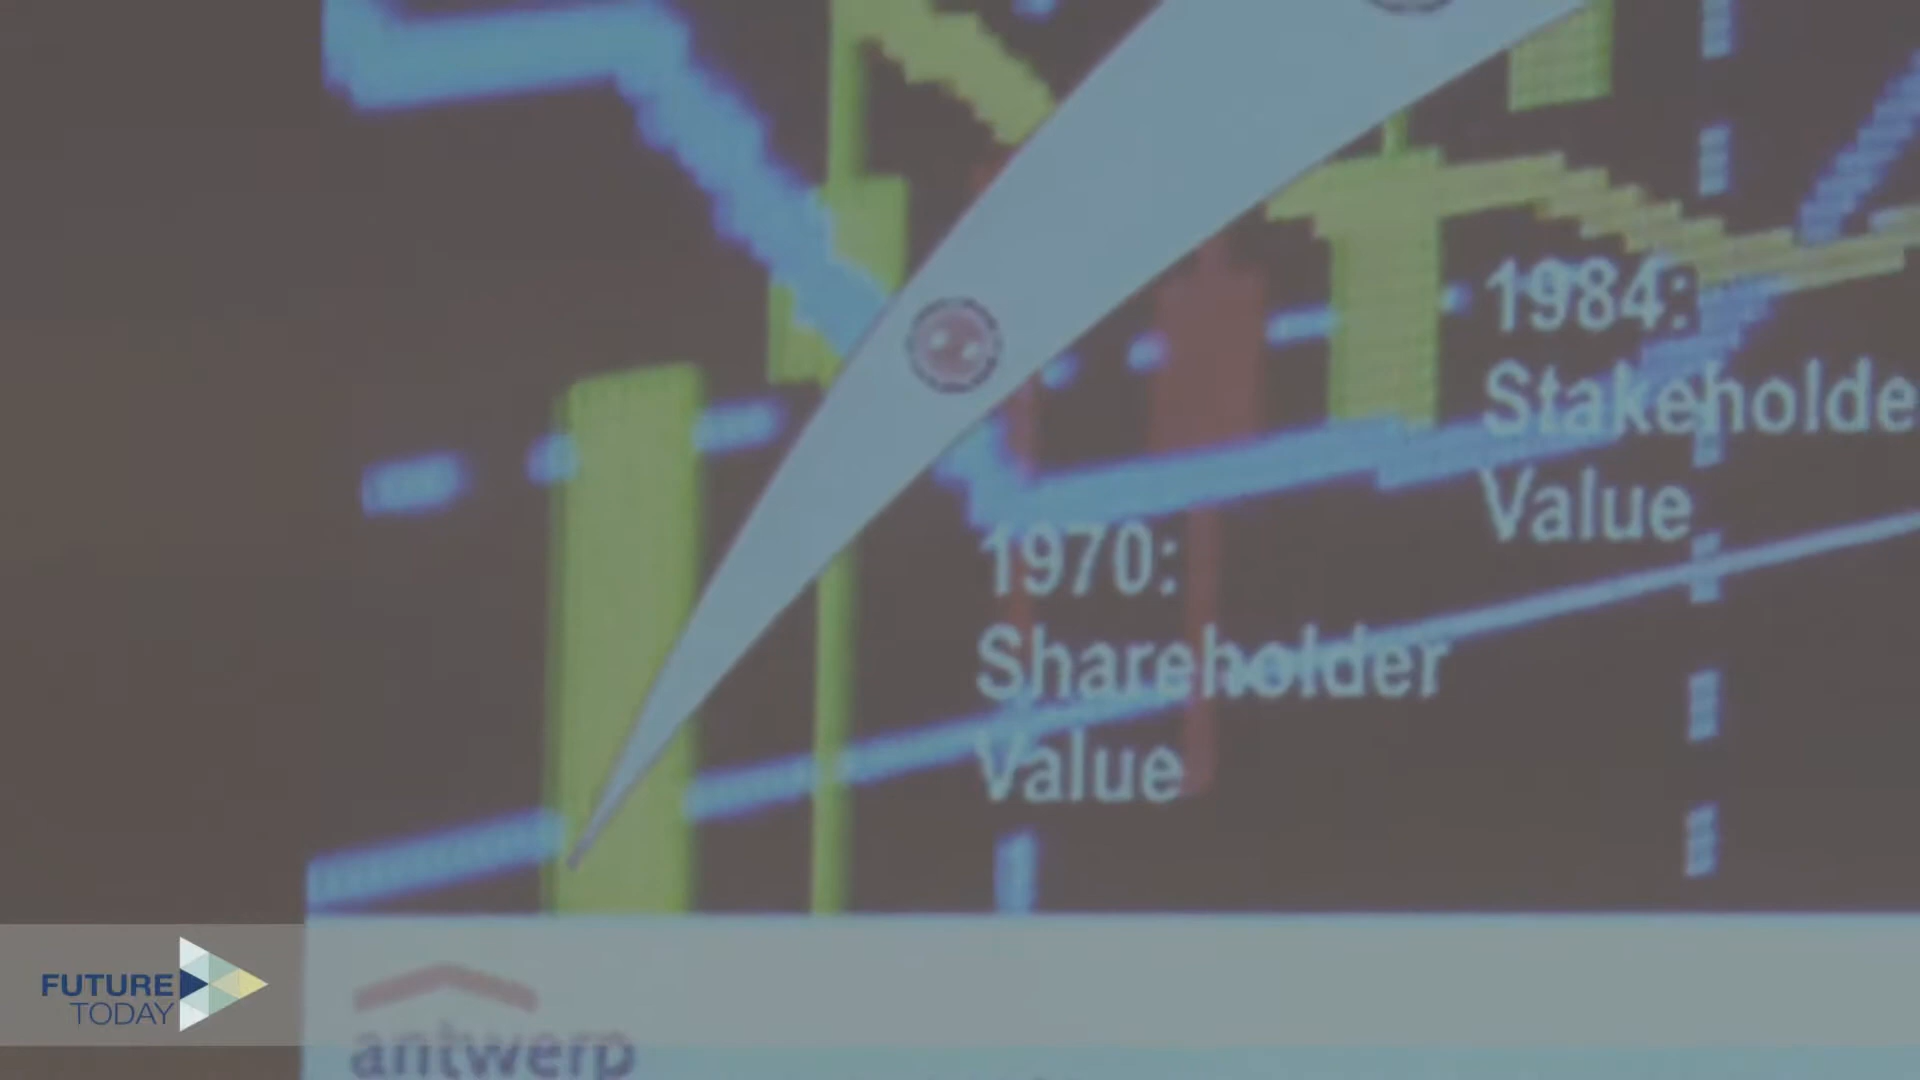 1984:
Stakeholde
Value
1970:
Shareholder
Value
FUTURE
TODAY
antwerp